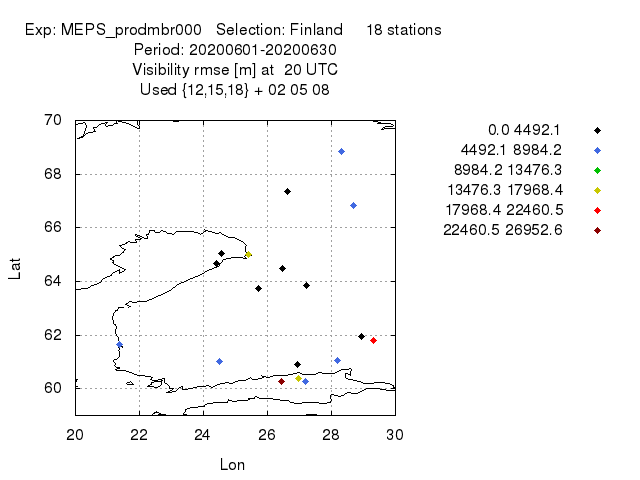 Exp: MEPS_prodmbr000 Selection: Finland 18 stations
Period: 20200601-20200630
Visibility rmse [m] at 20 UTC
Used {12,15,18} + 02 05 08
70
68
66
64
62
60
Lat
20 22 24 26 28 30
Lon
0.0 4492.1
4492.1 8984.2
8984.2 13476.3
13476.3 17968.4
17968.4 22460.5
22460.5 26952.6